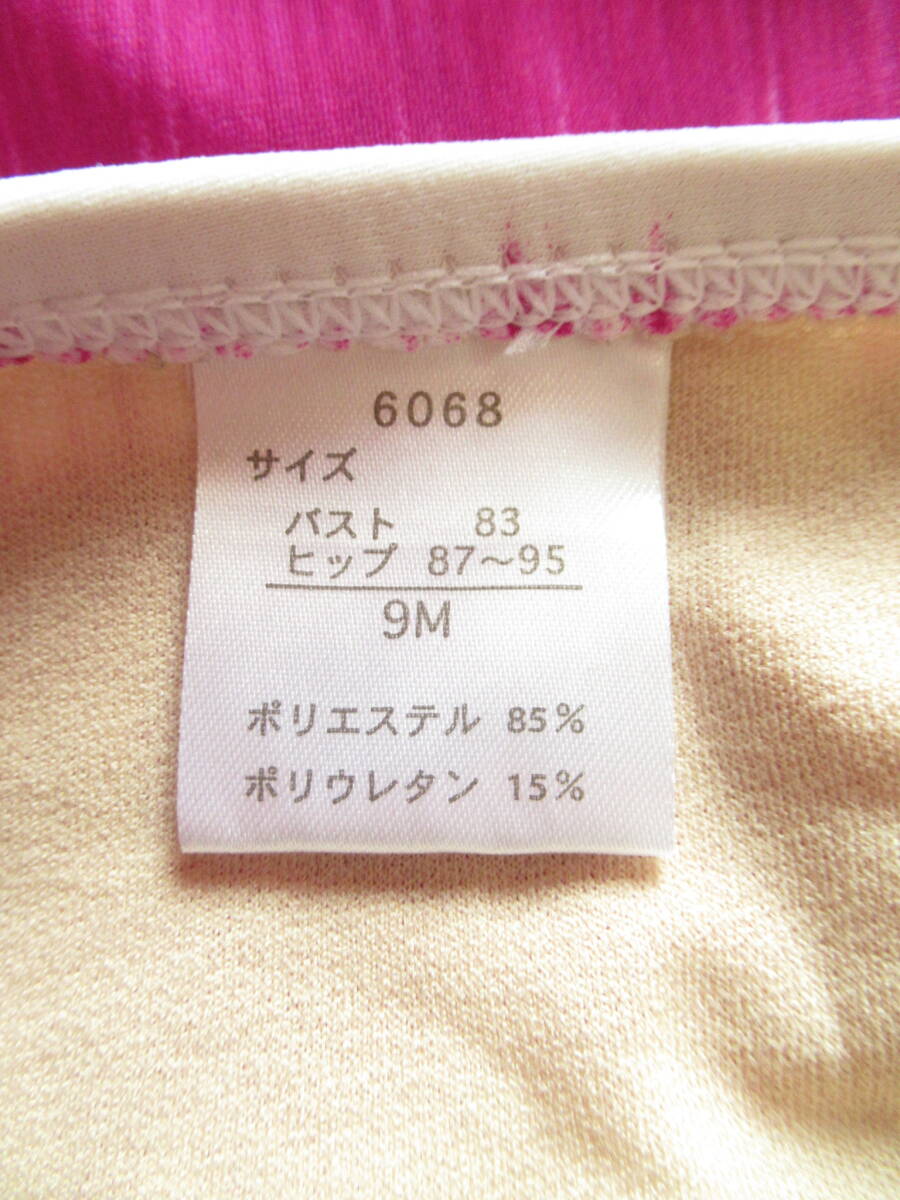 6068
サイズ
バスト 83
ヒップ 87〜95
9M
ポリエステル 85%
ポリウレタン 15%